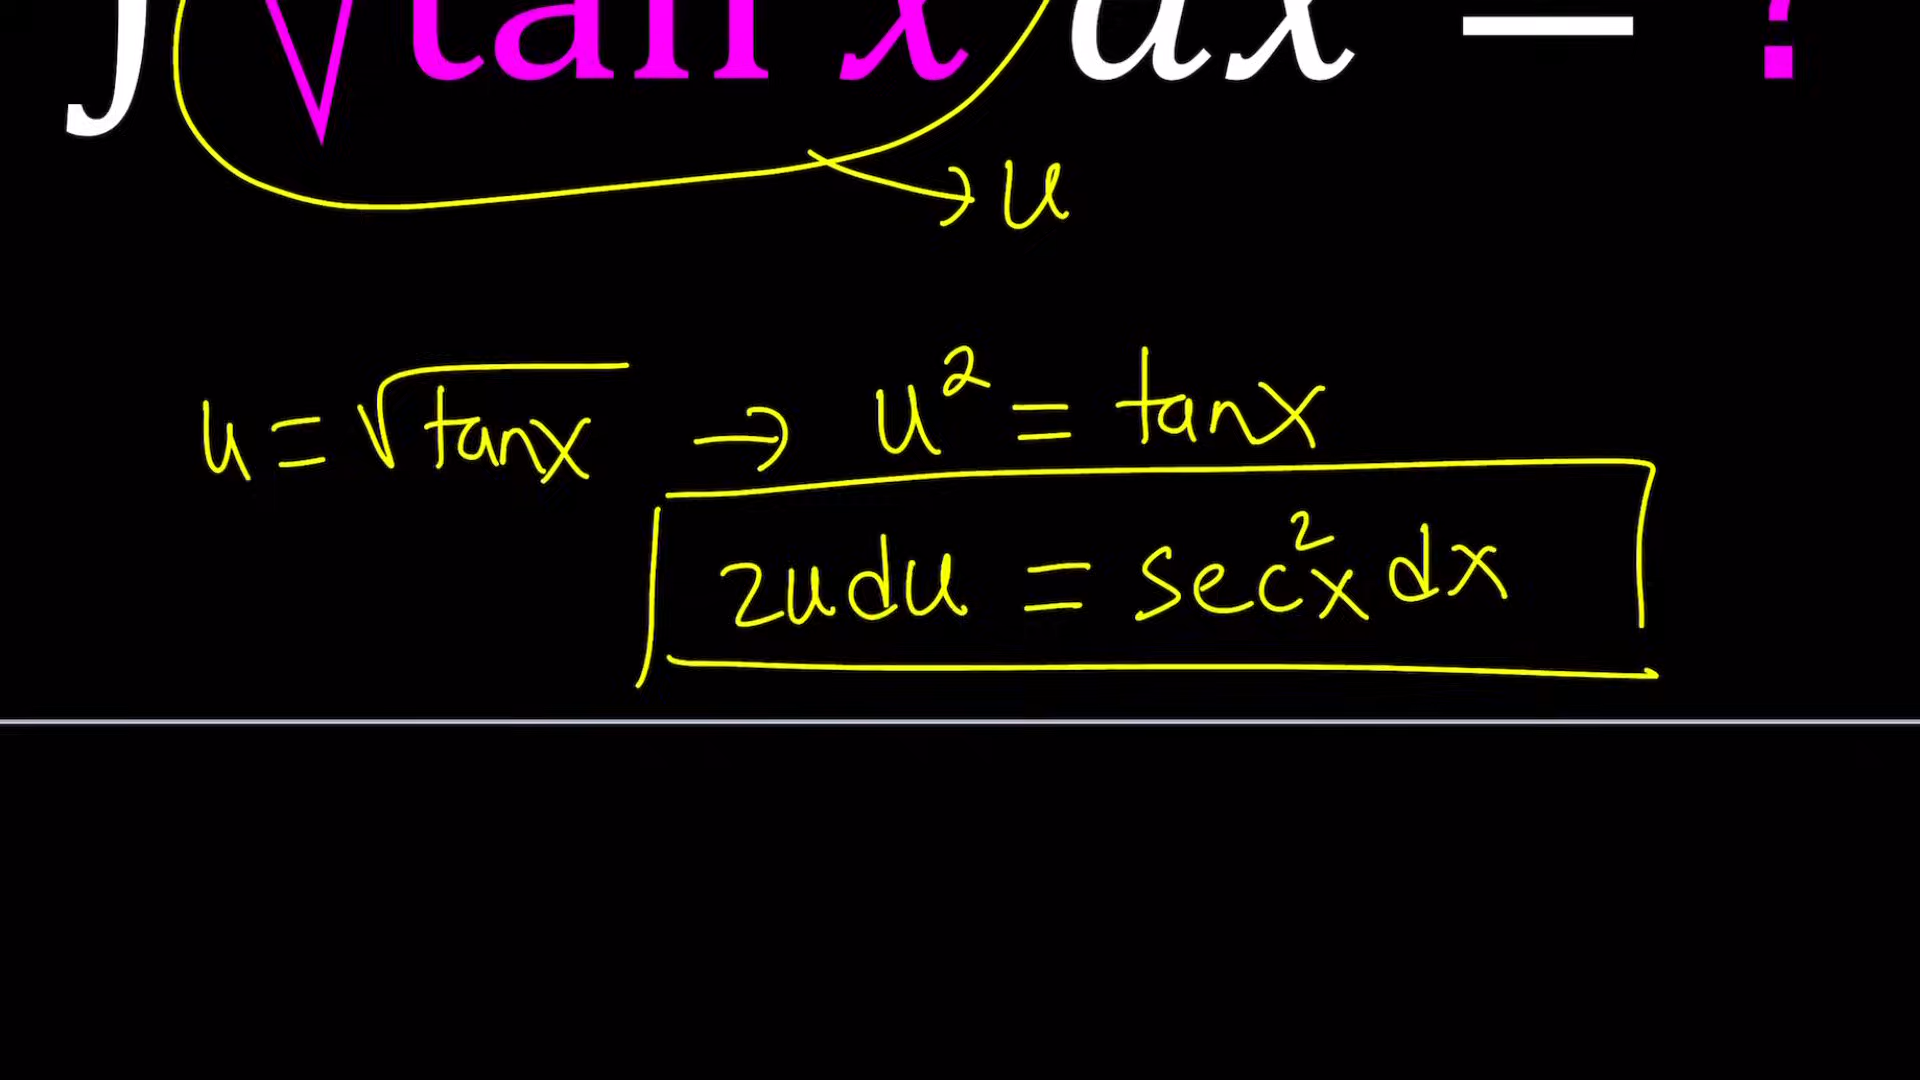 ∫ √tan x dx = ?
u
u = √tanx → u² = tanx
2udu = sec²x dx